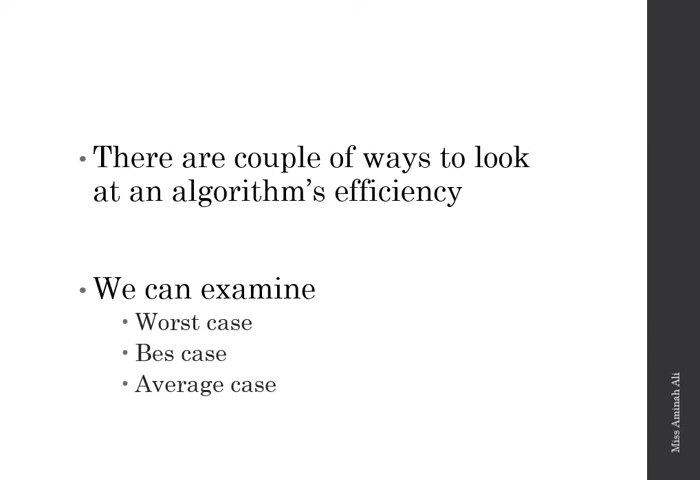 • There are couple of ways to look
at an algorithm’s efficiency
• We can examine
• Worst case
• Bes case
• Average case
Miss Aminah Ali